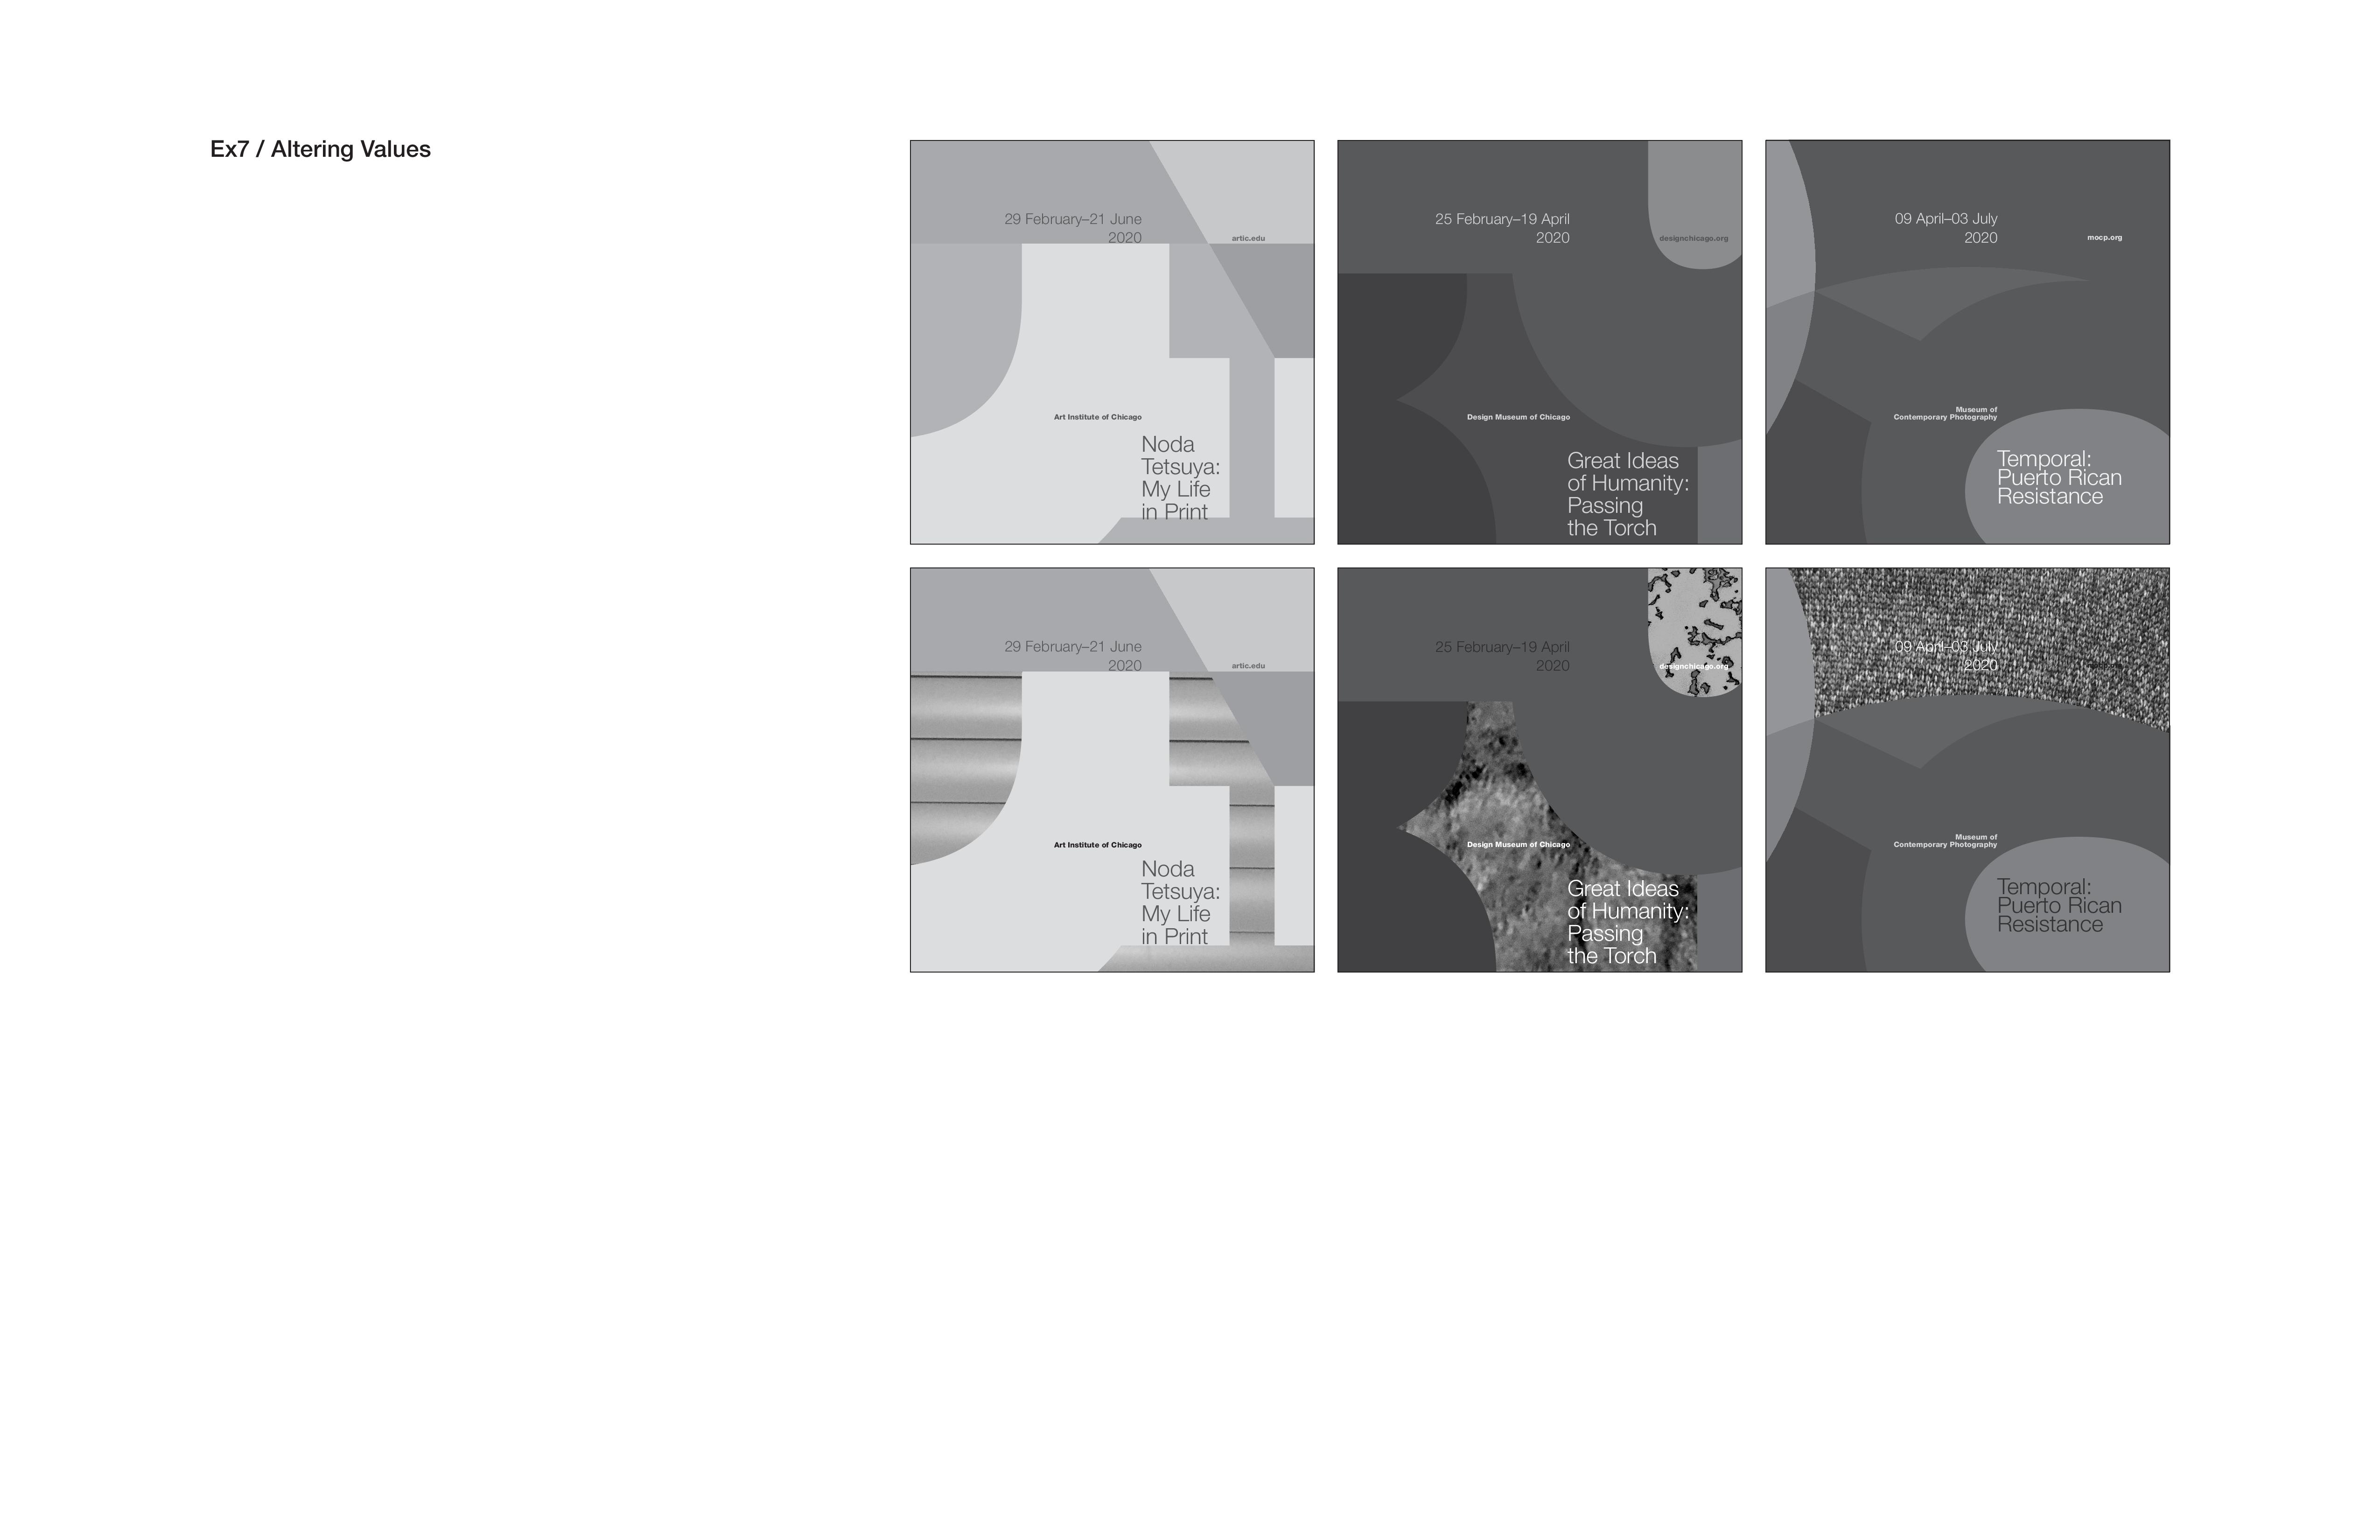 Ex7 / Altering Values
29 February–21 June
2020
artic.edu
Art Institute of Chicago
Noda
Tetsuya:
My Life
in Print
25 February–19 April
2020
designchicago.org
Design Museum of Chicago
Great Ideas
of Humanity:
Passing
the Torch
09 April–03 July
2020
mocp.org
Museum of
Contemporary Photography
Temporal:
Puerto Rican
Resistance
29 February–21 June
2020
artic.edu
Art Institute of Chicago
Noda
Tetsuya:
My Life
in Print
25 February–19 April
2020
designchicago.org
Design Museum of Chicago
Great Ideas
of Humanity:
Passing
the Torch
09 April–03 July
2020
Museum of
Contemporary Photography
Temporal:
Puerto Rican
Resistance